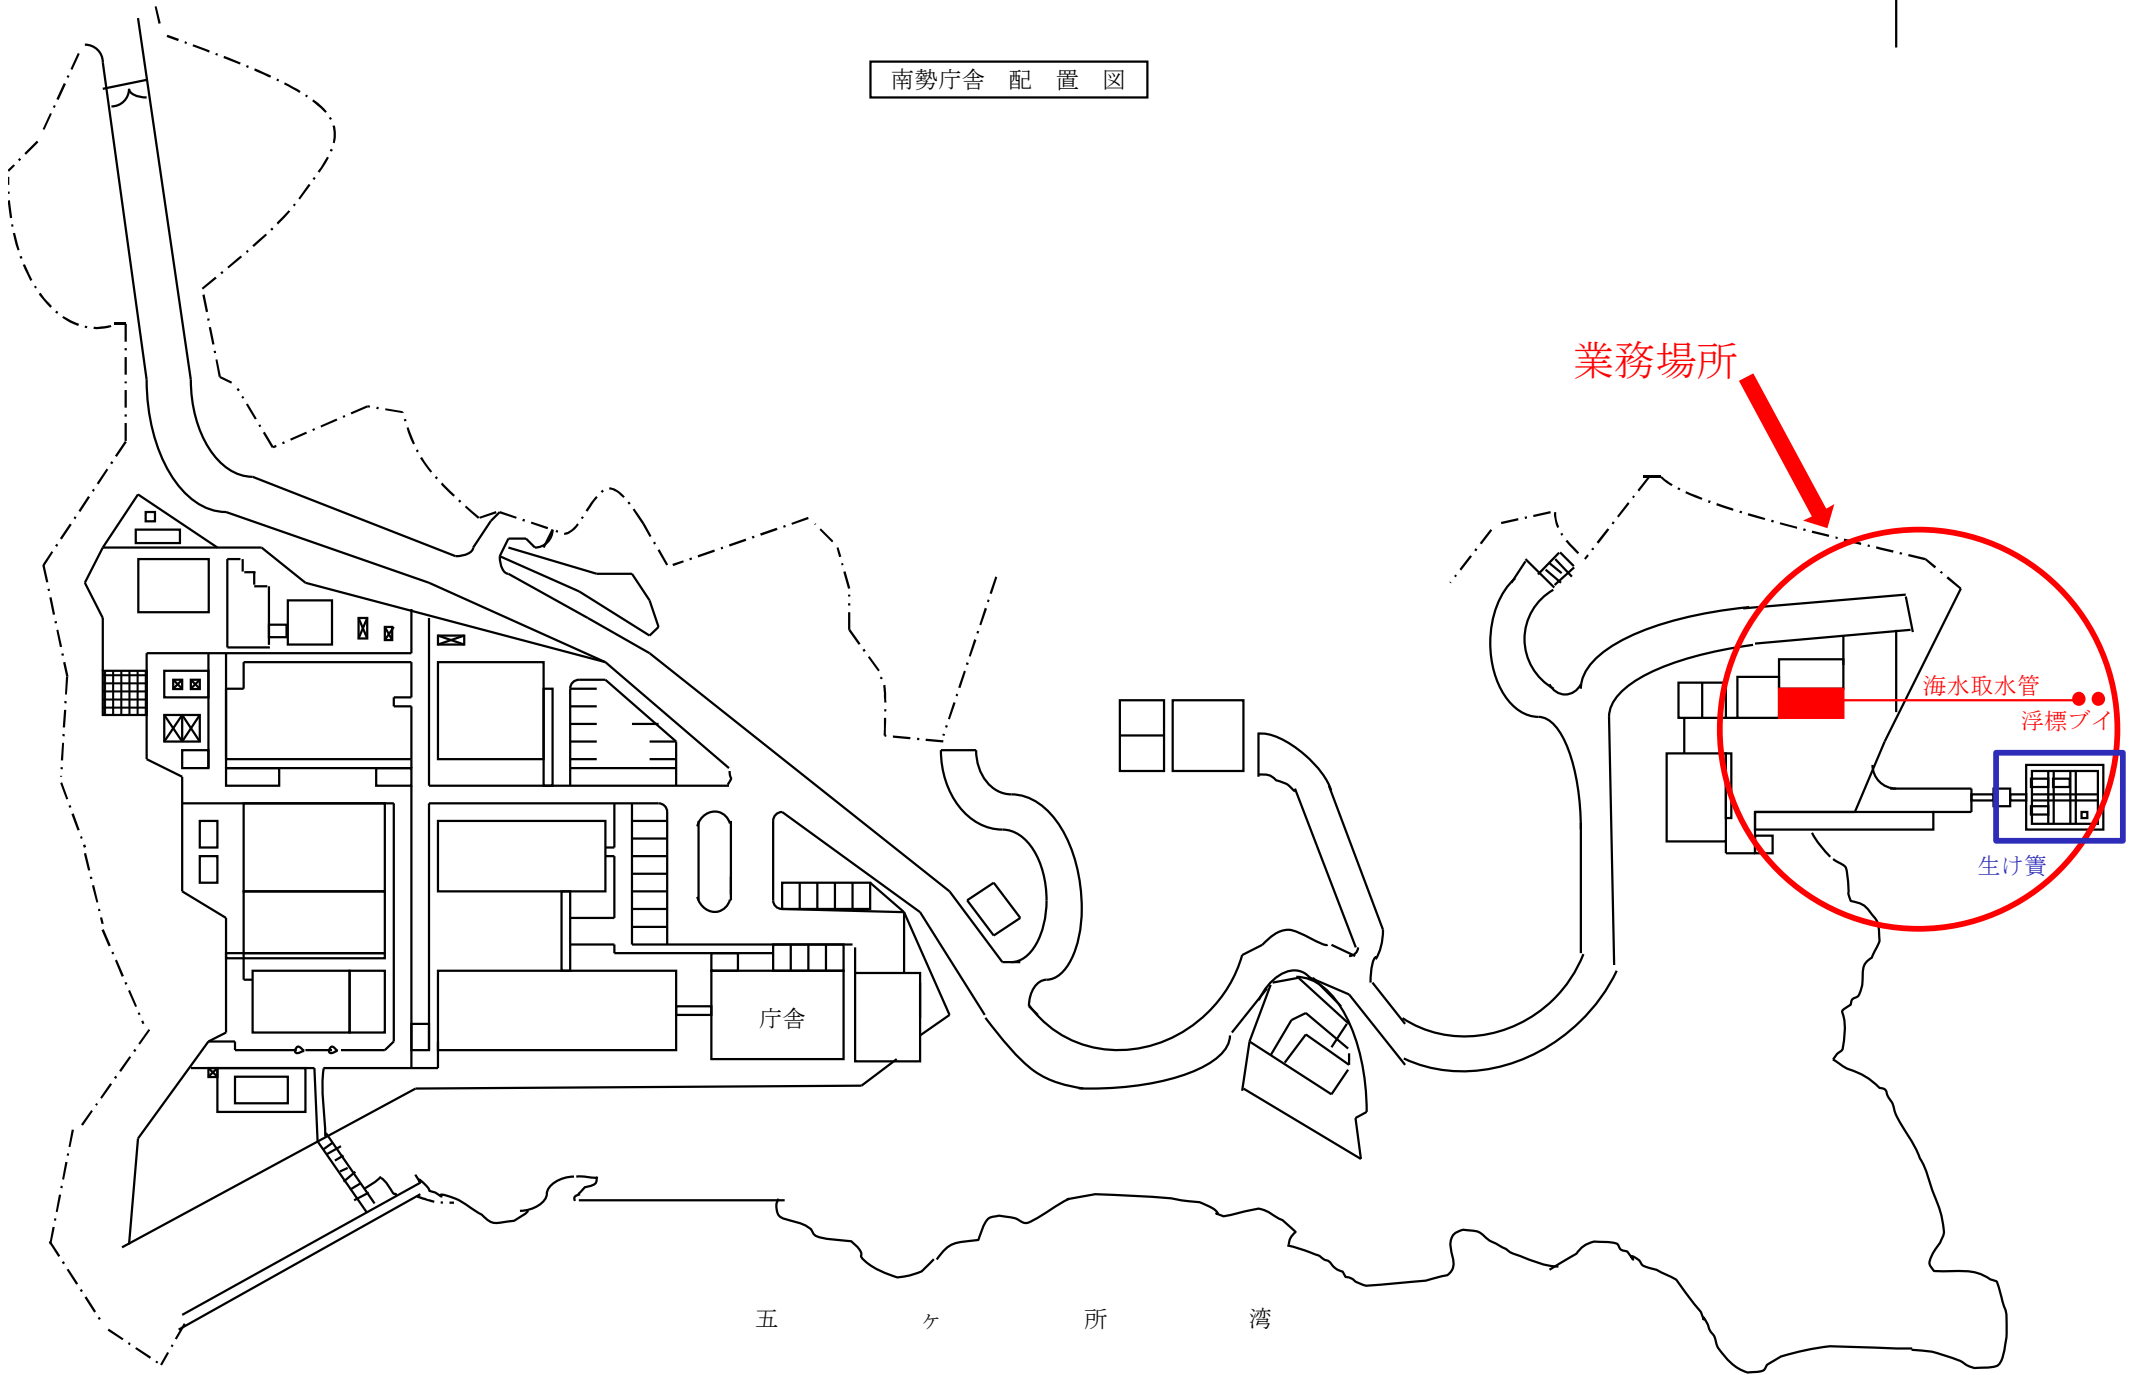 南勢庁舎　配　置　図
業務場所
海水取水管
浮標ブイ
生け簀
庁舎
五　ヶ　所　湾